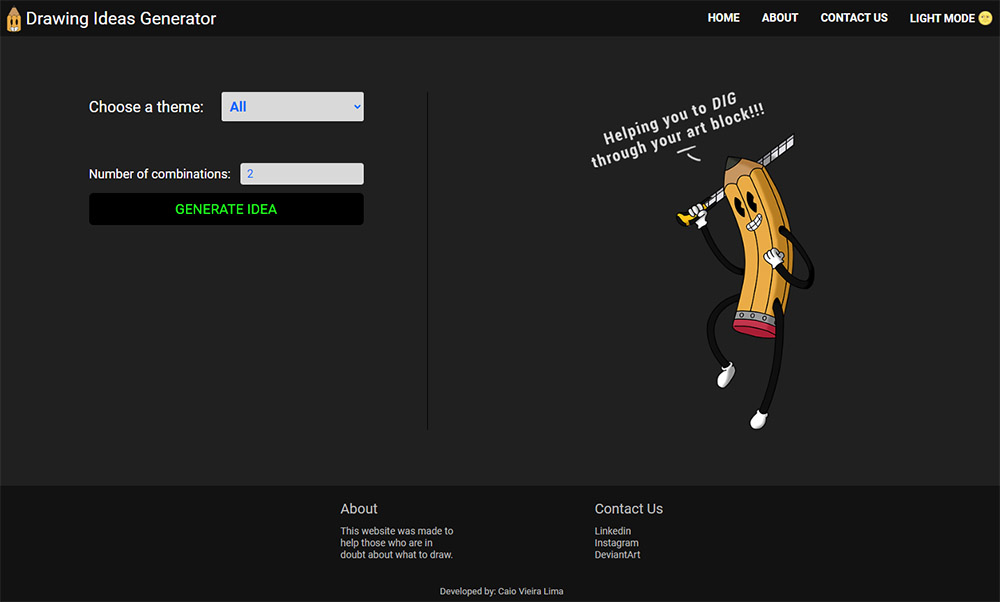 Drawing Ideas Generator
HOME
ABOUT
CONTACT US
LIGHT MODE
Choose a theme:
All
Number of combinations:
2
GENERATE IDEA
Helping you to DIG
through your art block!!!
About
This website was made to
help those who are in
doubt about what to draw.
Contact Us
Linkedin
Instagram
DeviantArt
Developed by: Caio Vieira Lima